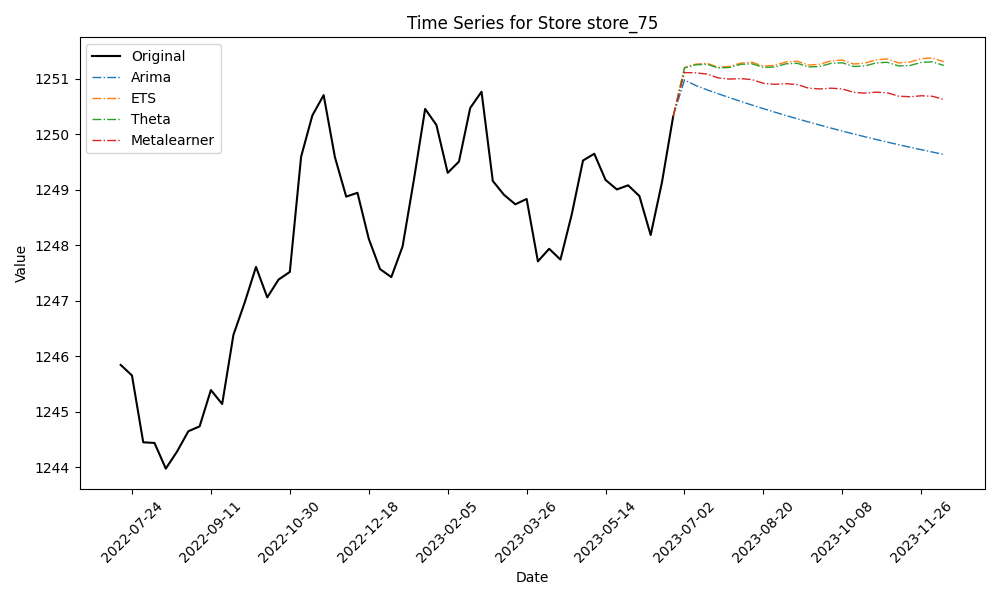 Time Series for Store store_75
Original
Arima
ETS
Theta
Metalearner
Value
1251
1250
1249
1248
1247
1246
1245
1244
2022-07-24
2022-09-11
2022-10-30
2022-12-18
2023-02-05
2023-03-26
2023-05-14
2023-07-02
2023-08-20
2023-10-08
2023-11-26
Date